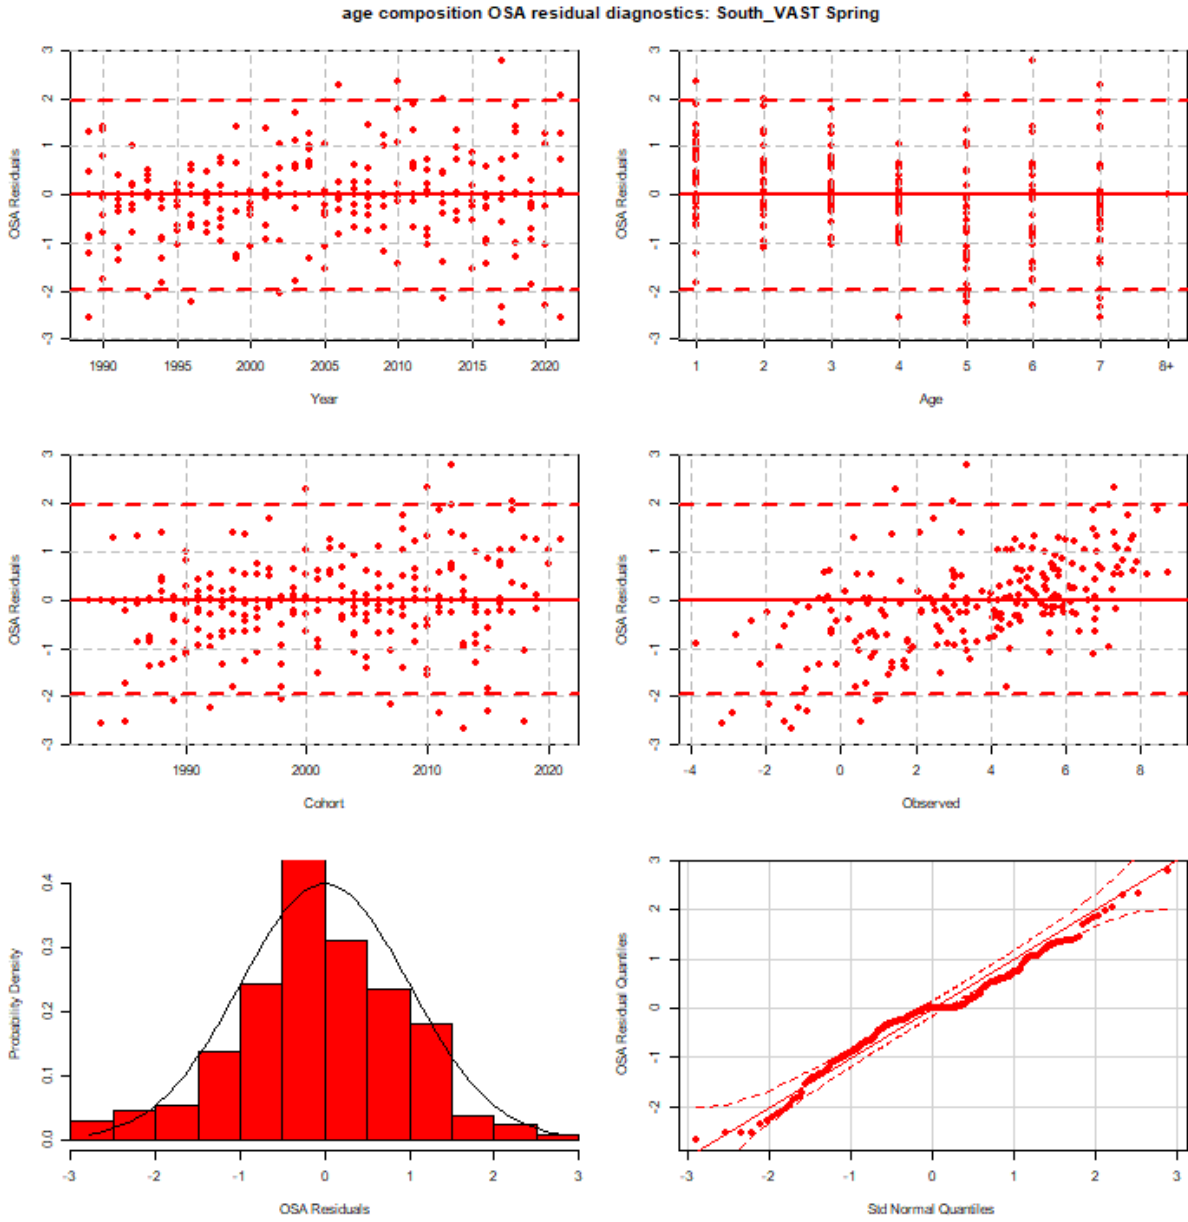 age composition OSA residual diagnostics: South_VAST Spring
3
2
1
0
-1
-2
-3
OSA Residuals
1990 1995 2000 2005 2010 2015 2020
Year
3
2
1
0
-1
-2
-3
OSA Residuals
1 2 3 4 5 6 7 8+
Age
3
2
1
0
-1
-2
-3
OSA Residuals
1990 2000 2010 2020
Cohort
3
2
1
0
-1
-2
-3
OSA Residuals
-4 -2 0 2 4 6 8
Observed
0.4
0.3
0.2
0.1
0.0
Probability Density
-3 -2 -1 0 1 2 3
OSA Residuals
3
2
1
0
-1
-2
OSA Residual Quantiles
-3 -2 -1 0 1 2 3
Std Normal Quantiles